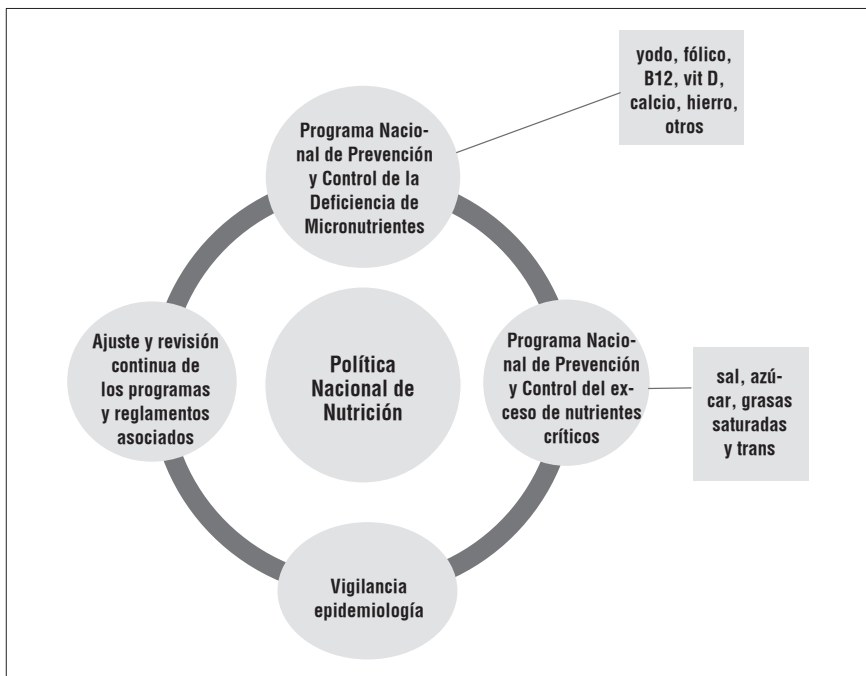 yodo, fólico,
B12, vit D,
calcio, hierro,
otros
Programa Nacio-
nal de Prevención
y Control de la
Deficiencia de
Micronutrientes
Ajuste y revisión
continua de
los programas
y reglamentos
asociados
Política
Nacional de
Nutrición
Programa Nacio-
nal de Prevención
y Control del ex-
ceso de nutrientes
críticos
sal, azú-
car, grasas
saturadas
y trans
Vigilancia
epidemiología